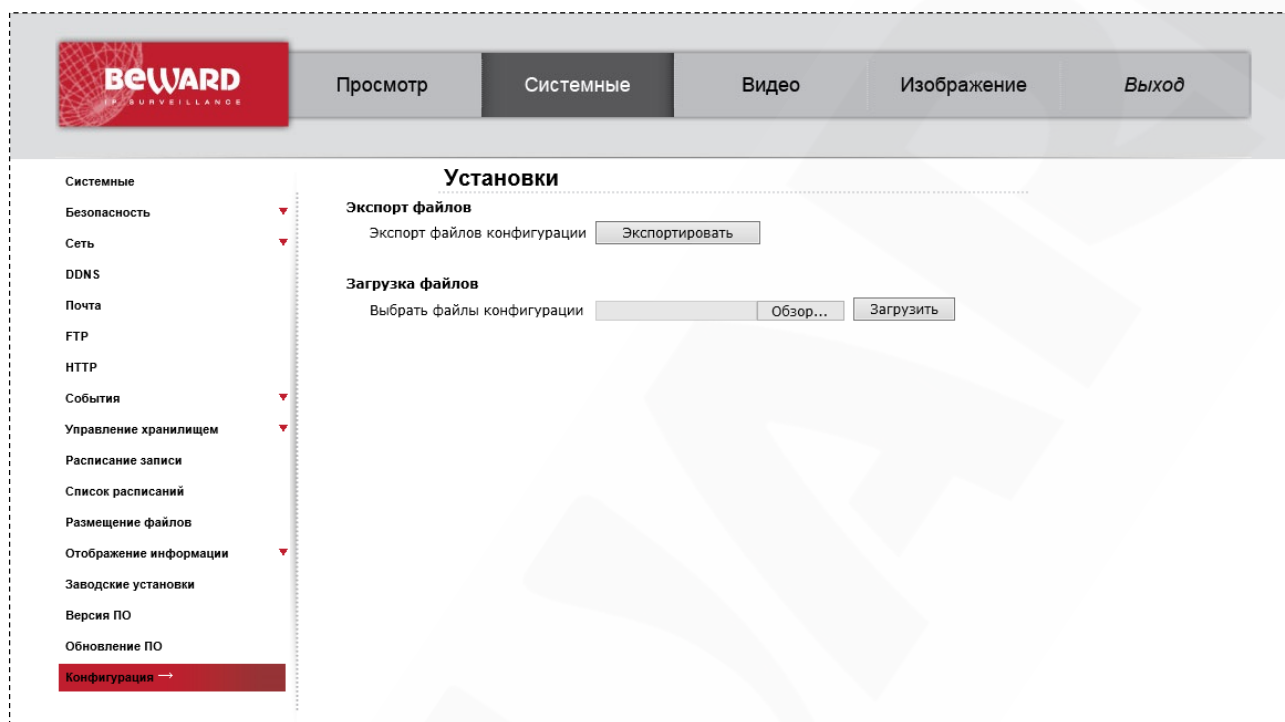 BEWARD
IP SURVEILLANCE
Просмотр
Системные
Видео
Изображение
Выход
Системные
Безопасность
Сеть
DDNS
Почта
FTP
HTTP
События
Управление хранилищем
Расписание записи
Список расписаний
Размещение файлов
Отображение информации
Заводские установки
Версия ПО
Обновление ПО
Конфигурация →
Установки
Экспорт файлов
Экспорт файлов конфигурации Экспортировать
Загрузка файлов
Выбрать файлы конфигурации Обзор... Загрузить